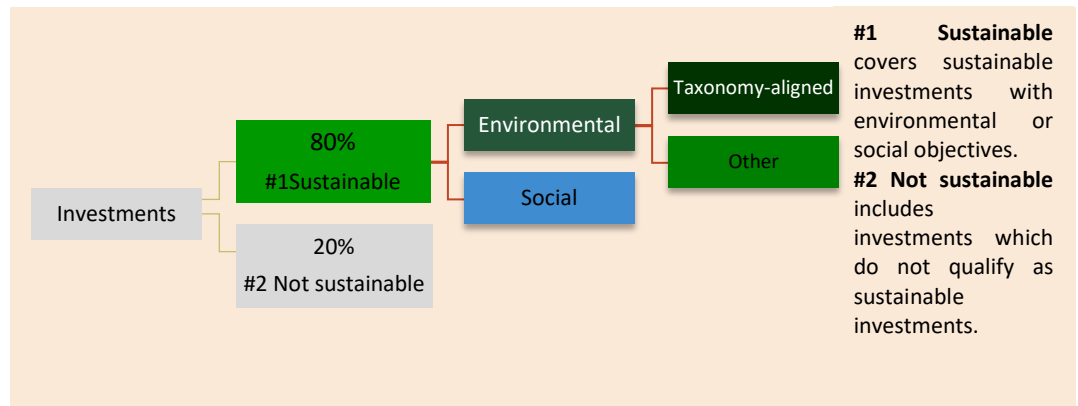 Investments
80%
#1Sustainable
20%
#2 Not sustainable
Environmental
Social
Taxonomy-aligned
Other
#1 Sustainable
covers sustainable
investments with
environmental or
social objectives.
#2 Not sustainable
includes
investments which
do not qualify as
sustainable
investments.